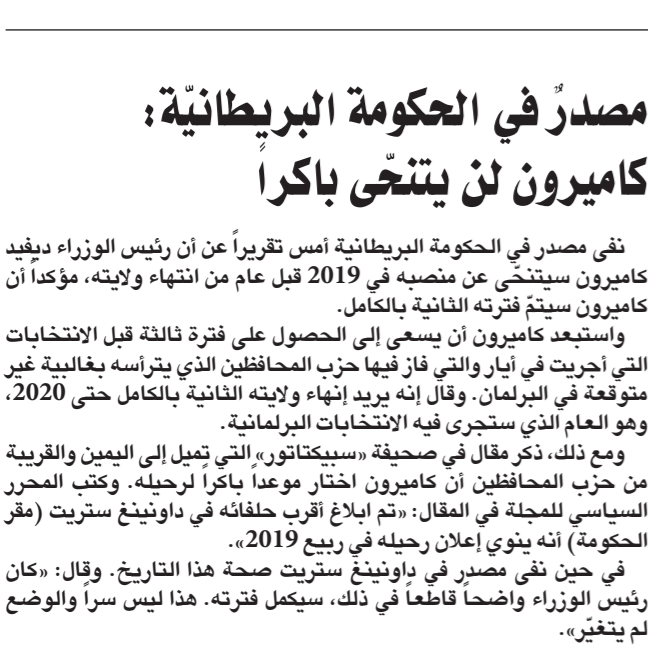 مصدرٌ في الحكومة البريطانيّة:
كاميرون لن يتنحّى باكراً
نفى مصدر في الحكومة البريطانية أمس تقريراً عن أن رئيس الوزراء ديفيد
كاميرون سيتنحّى عن منصبه في 2019 قبل عام من انتهاء ولايته، مؤكداً أن
كاميرون سيتمّ فترته الثانية بالكامل.
واستبعد كاميرون أن يسعى إلى الحصول على فترة ثالثة قبل الانتخابات
التي أجريت في أيار والتي فاز فيها حزب المحافظين الذي يترأسه بغالبية غير
متوقعة في البرلمان. وقال إنه يريد إنهاء ولايته الثانية بالكامل حتى 2020،
وهو العام الذي ستجرى فيه الانتخابات البرلمانية.
ومع ذلك، ذكر مقال في صحيفة «سبيكتاتور» التي تميل إلى اليمين والقريبة
من حزب المحافظين أن كاميرون اختار موعداً باكراً لرحيله. وكتب المحرر
السياسي للمجلة في المقال: «تم ابلاغ أقرب حلفائه في داونينغ ستريت (مقر
الحكومة) أنه ينوي إعلان رحيله في ربيع 2019».
في حين نفى مصدر في داونينغ ستريت صحة هذا التاريخ. وقال: «كان
رئيس الوزراء واضحاً قاطعاً في ذلك، سيكمل فترته. هذا ليس سراً والوضع
لم يتغيّر».